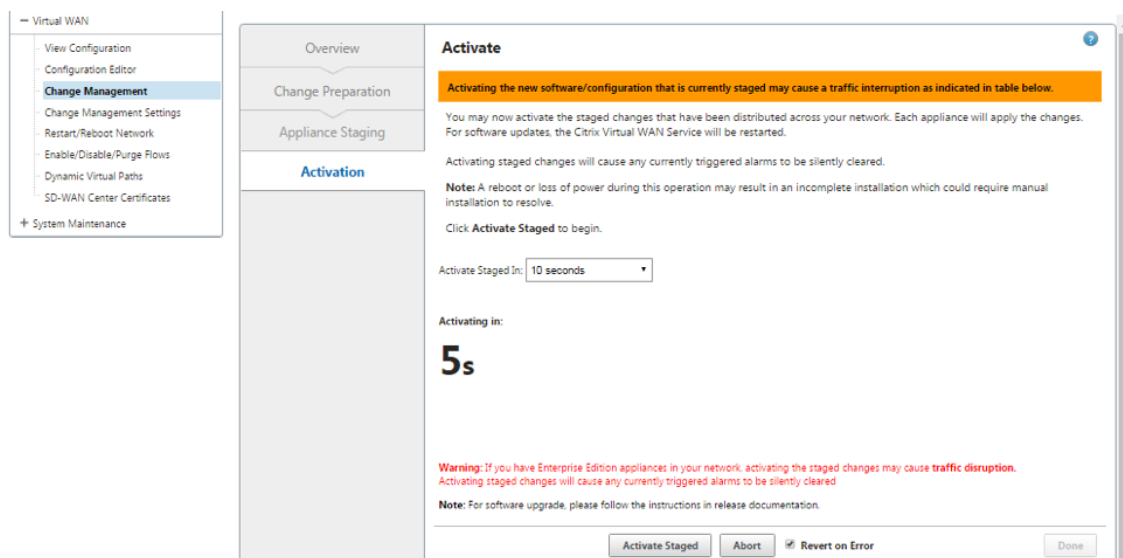 − Virtual WAN
View Configuration
Configuration Editor
Change Management
Change Management Settings
Restart/Reboot Network
Enable/Disable/Purge Flows
Dynamic Virtual Paths
SD-WAN Center Certificates
+ System Maintenance
Overview
Change Preparation
Appliance Staging
Activation
Activate
?
Activating the new software/configuration that is currently staged may cause a traffic interruption as indicated in table below.
You may now activate the staged changes that have been distributed across your network. Each appliance will apply the changes.
For software updates, the Citrix Virtual WAN Service will be restarted.
Activating staged changes will cause any currently triggered alarms to be silently cleared.
Note: A reboot or loss of power during this operation may result in an incomplete installation which could require manual
installation to resolve.
Click Activate Staged to begin.
Activate Staged In: 10 seconds
Activating in:
5s
Warning: If you have Enterprise Edition appliances in your network, activating the staged changes may cause traffic disruption.
Activating staged changes will cause any currently triggered alarms to be silently cleared
Note: For software upgrade, please follow the instructions in release documentation.
Activate Staged Abort Revert on Error Done